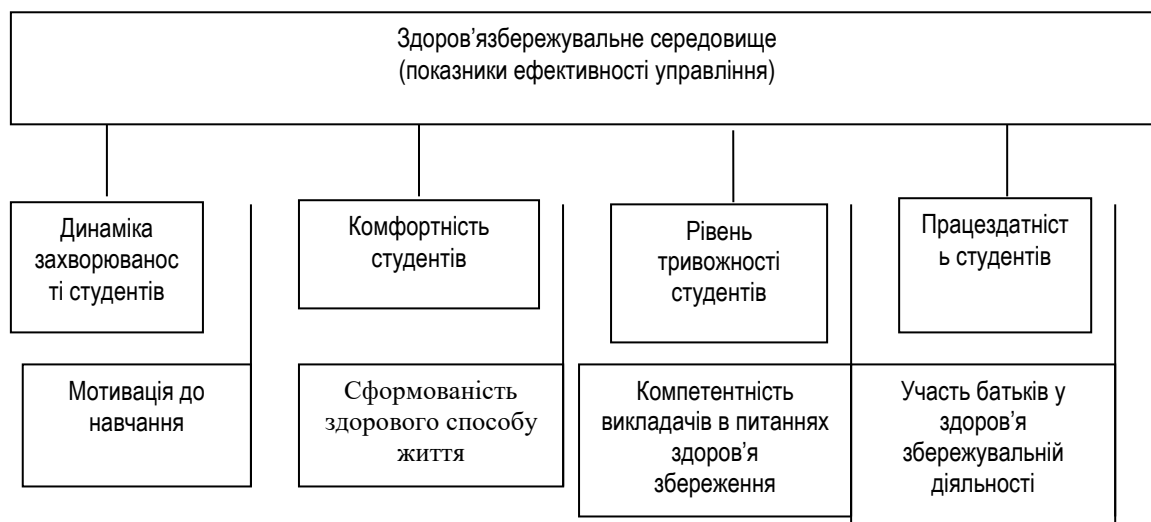 Здоров’язбережувальне середовище
(показники ефективності управління)
Динаміка
захворюванос
ті студентів
Комфортність
студентів
Рівень
тривожності
студентів
Працездатніст
ь студентів
Мотивація до
навчання
Сформованість
здорового способу
життя
Компетентність
викладачів в питаннях
здоров’я
збереження
Участь батьків у
здоров’я
збережувальній
діяльності